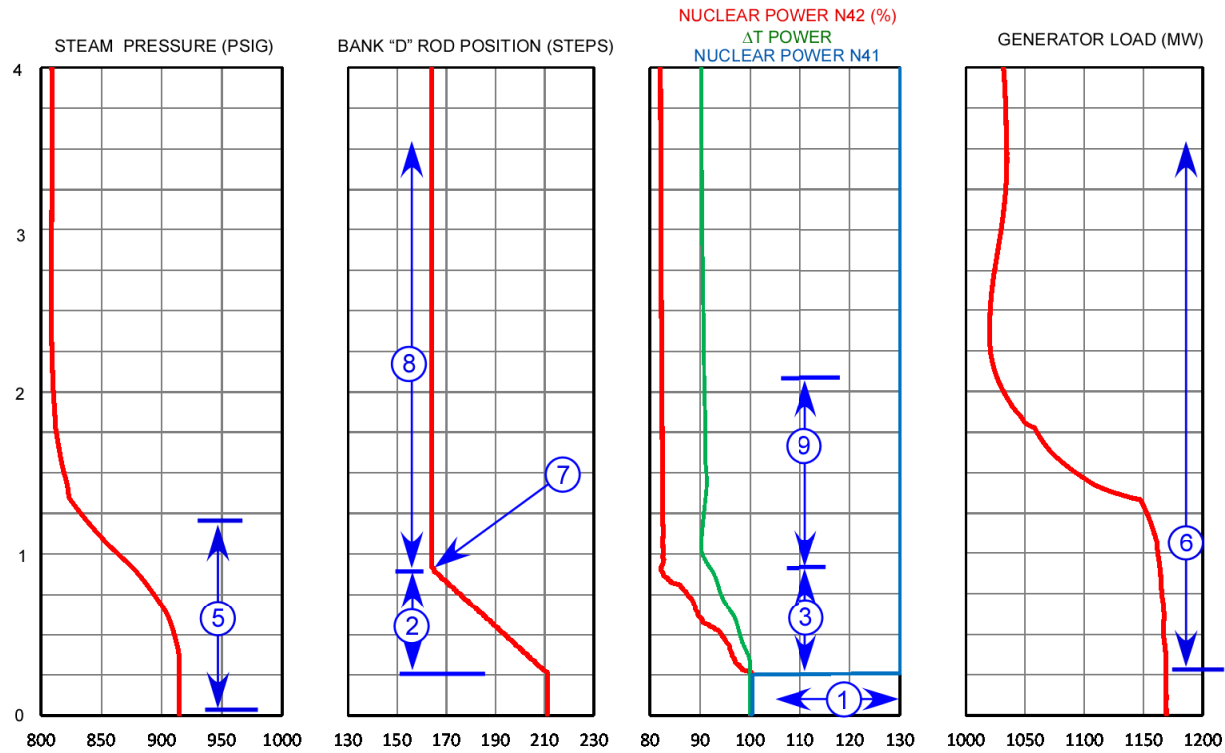 NUCLEAR POWER N42 (%)
ΔT POWER
NUCLEAR POWER N41
STEAM PRESSURE (PSIG)
BANK “D” ROD POSITION (STEPS)
GENERATOR LOAD (MW)
4
3
2
1
0
8
9
7
6
5
2
3
1
800 850 900 950 1000
130 150 170 190 210 230
80 90 100 110 120 130
1000 1050 1100 1150 1200